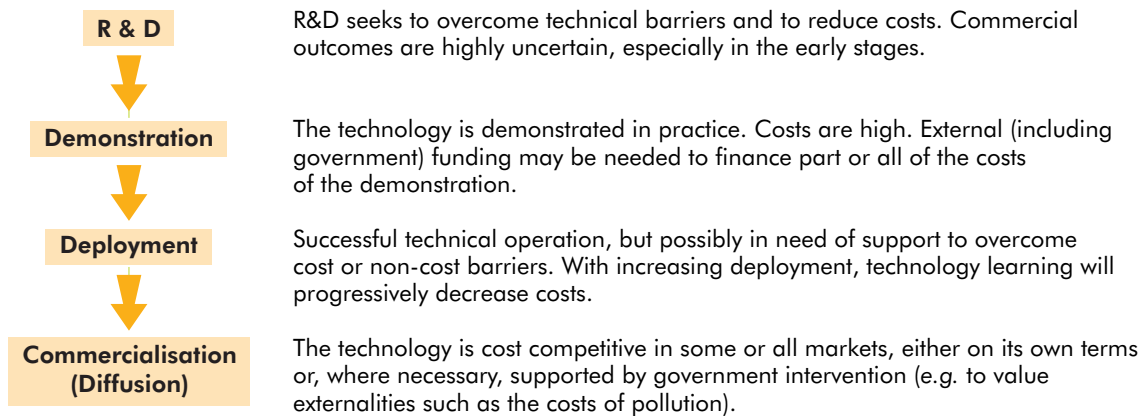 R & D
R&D seeks to overcome technical barriers and to reduce costs. Commercial
outcomes are highly uncertain, especially in the early stages.
Demonstration
The technology is demonstrated in practice. Costs are high. External (including
government) funding may be needed to finance part or all of the costs
of the demonstration.
Deployment
Successful technical operation, but possibly in need of support to overcome
cost or non-cost barriers. With increasing deployment, technology learning will
progressively decrease costs.
Commercialisation
(Diffusion)
The technology is cost competitive in some or all markets, either on its own terms
or, where necessary, supported by government intervention (e.g. to value
externalities such as the costs of pollution).